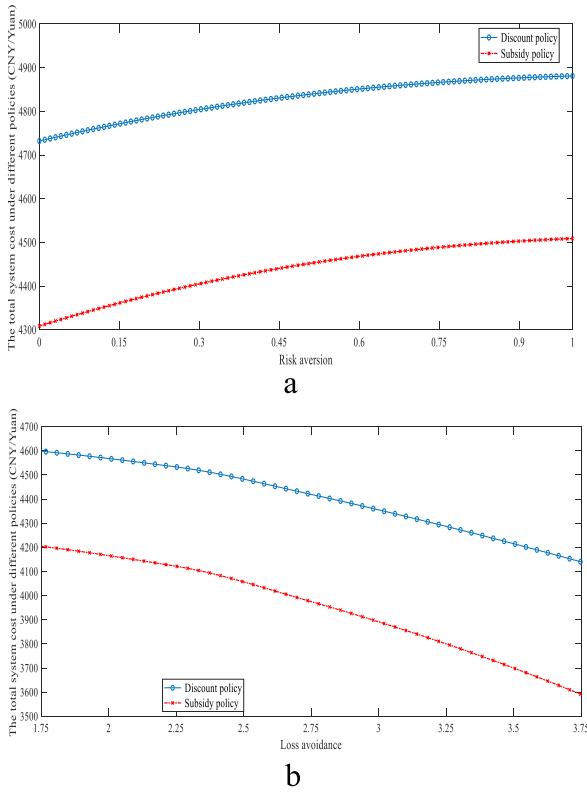 The total system cost under different policies (CNY/Yuan)
5000
4900
4800
4700
4600
4500
4400
4300
Discount policy
Subsidy policy
0 0.15 0.3 0.45 0.6 0.75 0.9 1
Risk aversion
a
The total system cost under different policies (CNY/Yuan)
4700
4600
4500
4400
4300
4200
4100
4000
3900
3800
3700
3600
3500
Discount policy
Subsidy policy
1.75 2 2.25 2.5 2.75 3 3.25 3.5 3.75
Loss avoidance
b